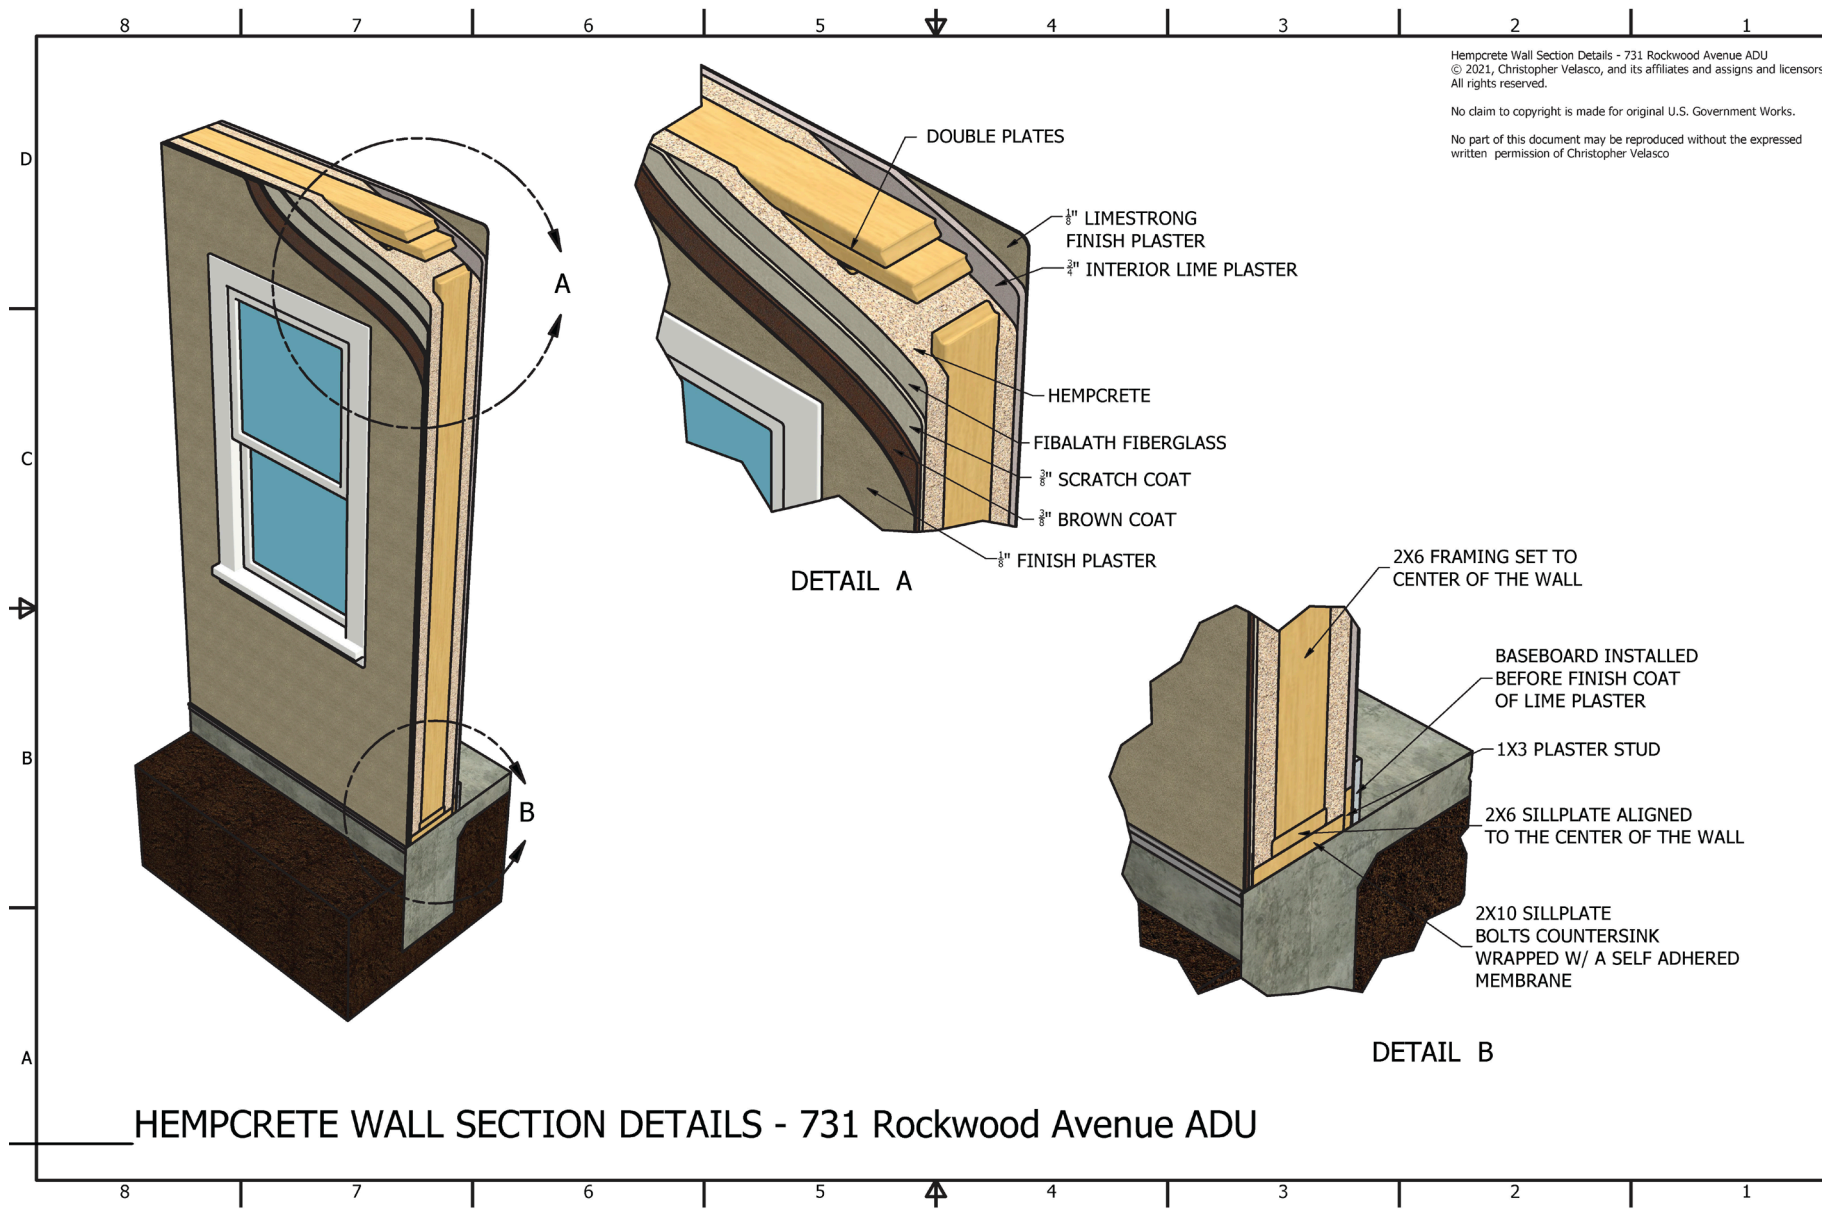 8 7 6 5 4 3 2 1
Hempcrete Wall Section Details - 731 Rockwood Avenue ADU
© 2021, Christopher Velasco, and its affiliates and assigns and licensors
All rights reserved.
No claim to copyright is made for original U.S. Government Works.
No part of this document may be reproduced without the expressed
written permission of Christopher Velasco
D
C
B
A
A
B
DOUBLE PLATES
1/8" LIMESTRONG
FINISH PLASTER
3/4" INTERIOR LIME PLASTER
HEMPCRETE
FIBALATH FIBERGLASS
3/8" SCRATCH COAT
3/8" BROWN COAT
1/8" FINISH PLASTER
DETAIL A
2X6 FRAMING SET TO
CENTER OF THE WALL
BASEBOARD INSTALLED
BEFORE FINISH COAT
OF LIME PLASTER
1X3 PLASTER STUD
2X6 SILLPLATE ALIGNED
TO THE CENTER OF THE WALL
2X10 SILLPLATE
BOLTS COUNTERSINK
WRAPPED W/ A SELF ADHERED
MEMBRANE
DETAIL B
HEMPCRETE WALL SECTION DETAILS - 731 Rockwood Avenue ADU
8 7 6 5 4 3 2 1